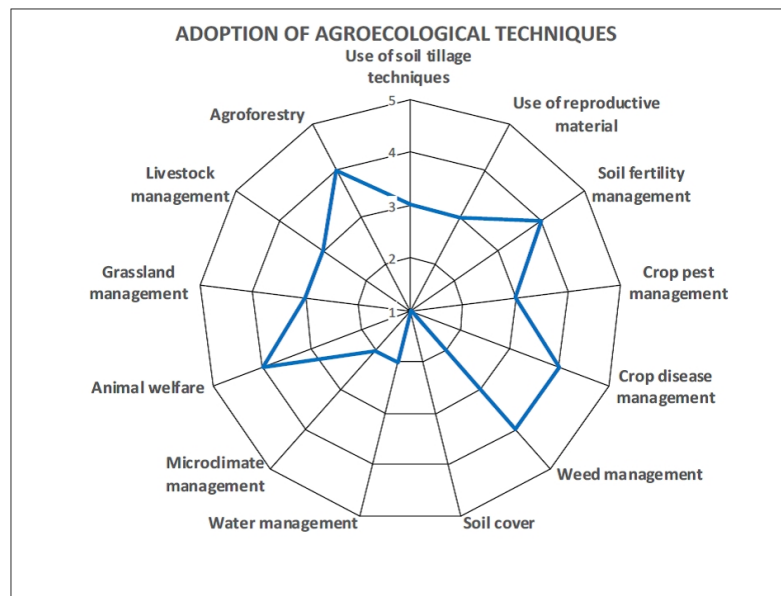 ADOPTION OF AGROECOLOGICAL TECHNIQUES
Use of soil tillage
techniques
Use of reproductive
material
Soil fertility
management
Crop pest
management
Crop disease
management
Weed management
Soil cover
Water management
Microclimate
management
Animal welfare
Grassland
management
Livestock
management
Agroforestry
5
4
3
2
1